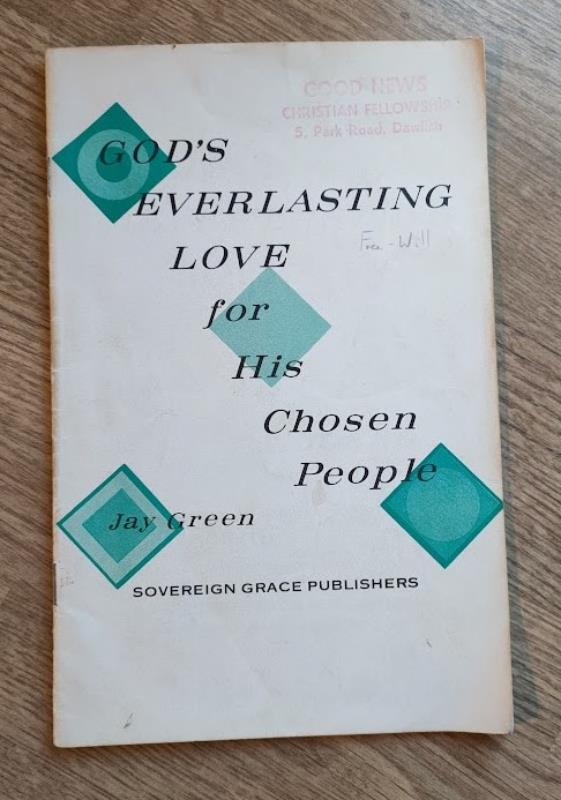 GOOD NEWS
CHRISTIAN FELLOWSHIP
5, Park Road, Dawlish
GOD'S
EVERLASTING
LOVE
Free-Will
for
His
Chosen
People
Jay Green
SOVEREIGN GRACE PUBLISHERS